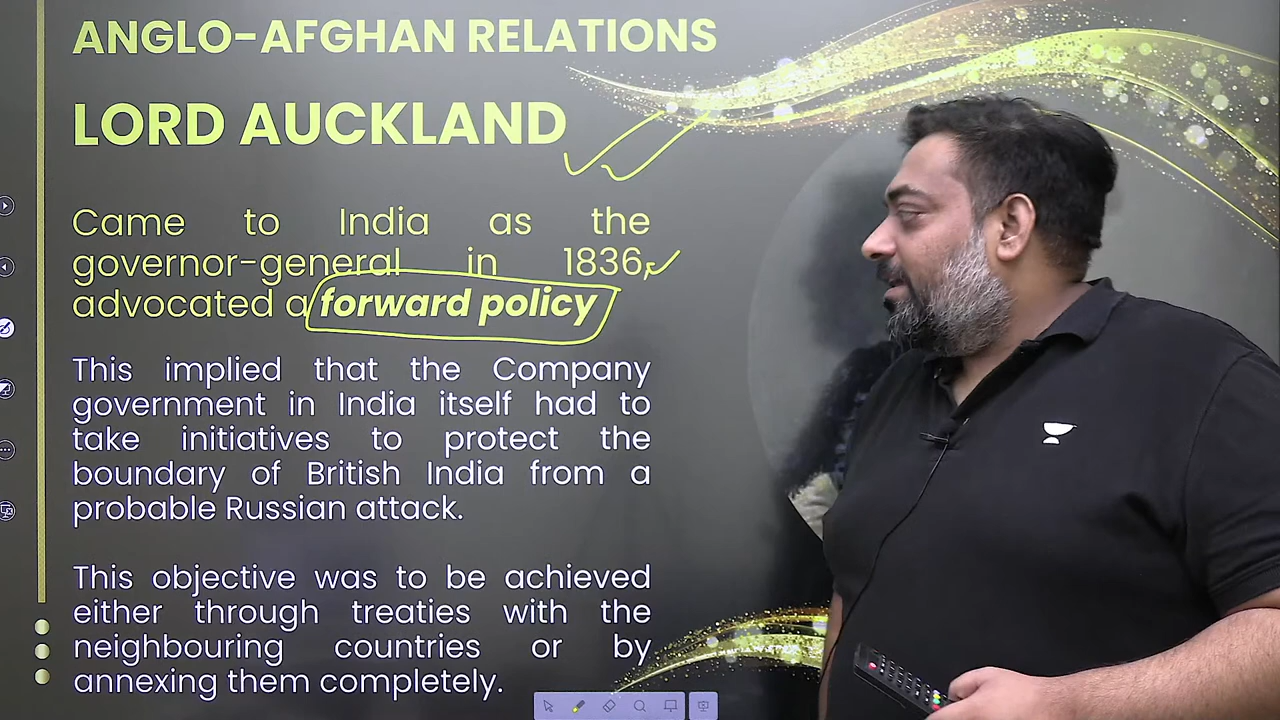 ANGLO-AFGHAN RELATIONS
LORD AUCKLAND
Came to India as the
governor-general in 1836,
advocated a forward policy
This implied that the Company
government in India itself had to
take initiatives to protect the
boundary of British India from a
probable Russian attack.
This objective was to be achieved
either through treaties with the
neighbouring countries or by
annexing them completely.